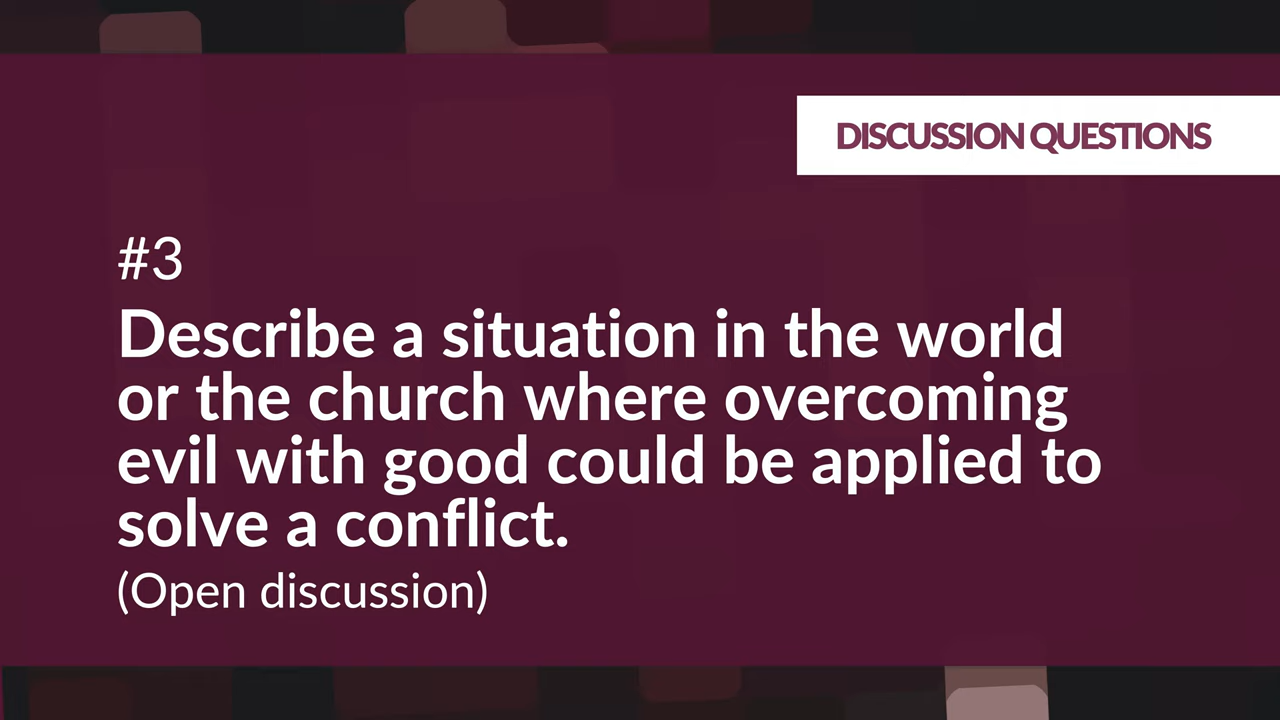 DISCUSSION QUESTIONS
#3
Describe a situation in the world
or the church where overcoming
evil with good could be applied to
solve a conflict.
(Open discussion)